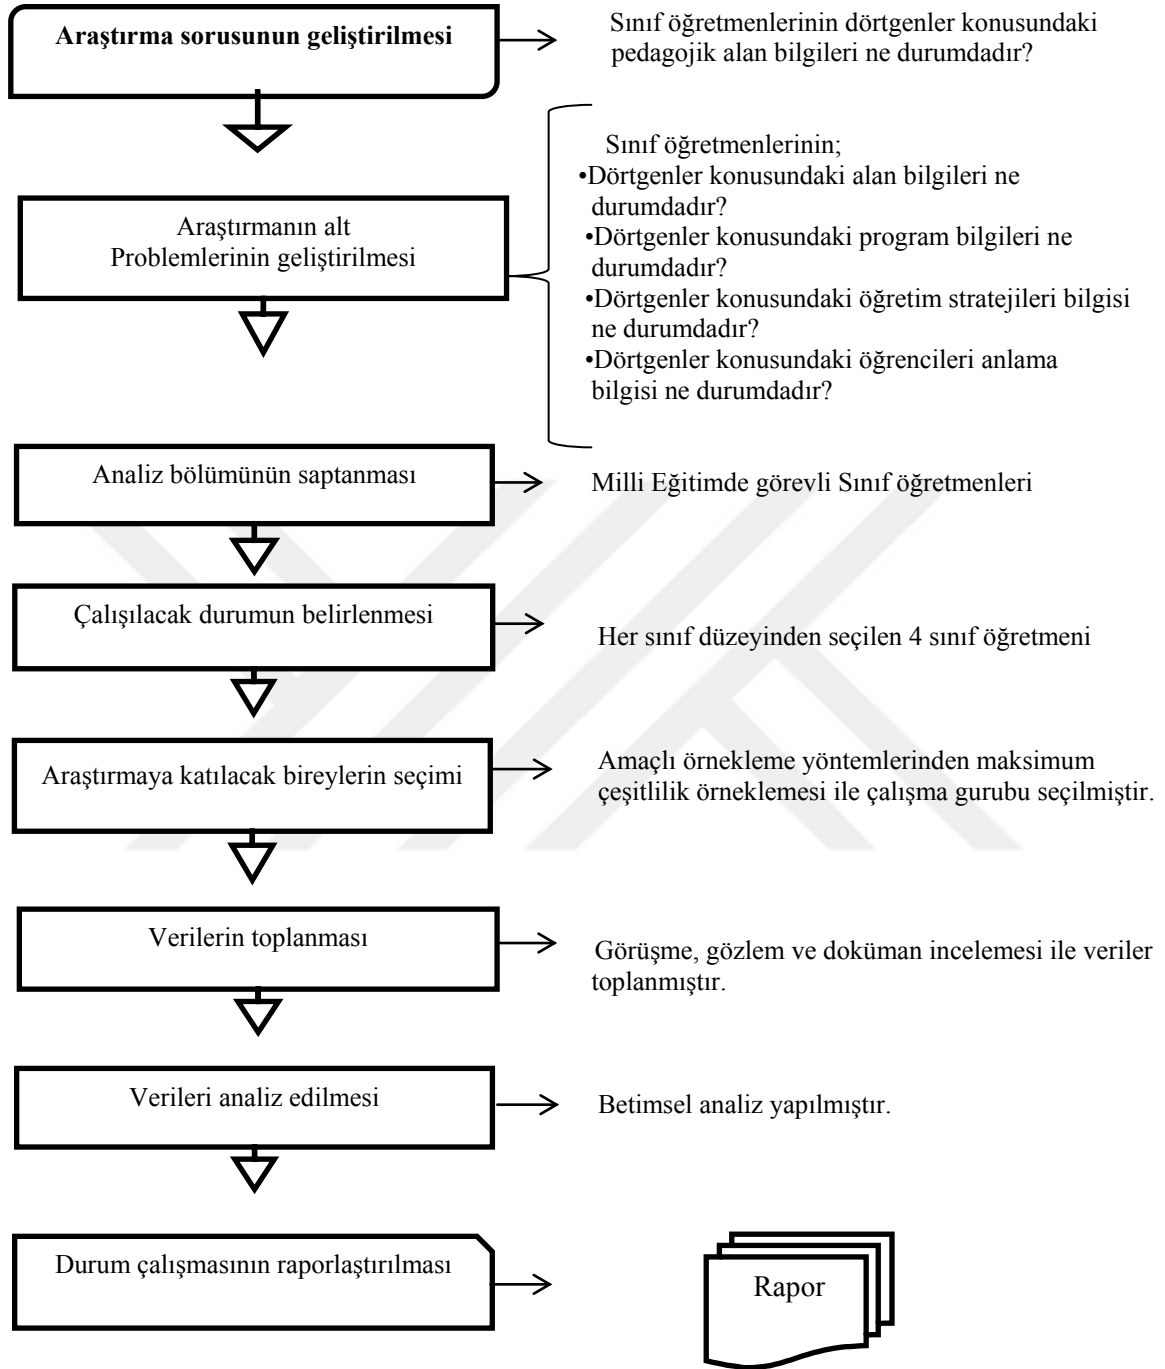 Araştırma sorusunun geliştirilmesi
Sınıf öğretmenlerinin dörtgenler konusundaki
pedagojik alan bilgileri ne durumdadır?
Araştırmanın alt
Problemlerinin geliştirilmesi
Sınıf öğretmenlerinin;
•Dörtgenler konusundaki alan bilgileri ne
durumdadır?
•Dörtgenler konusundaki program bilgileri ne
durumdadır?
•Dörtgenler konusundaki öğretim stratejileri bilgisi
ne durumdadır?
•Dörtgenler konusundaki öğrencileri anlama
bilgisi ne durumdadır?
Analiz bölümünün saptanması
Milli Eğitimde görevli Sınıf öğretmenleri
Çalışılacak durumun belirlenmesi
Her sınıf düzeyinden seçilen 4 sınıf öğretmeni
Araştırmaya katılacak bireylerin seçimi
Amaçlı örnekleme yöntemlerinden maksimum
çeşitlilik örneklemesi ile çalışma gurubu seçilmiştir.
Verilerin toplanması
Görüşme, gözlem ve doküman incelemesi ile veriler
toplanmıştır.
Verileri analiz edilmesi
Betimsel analiz yapılmıştır.
Durum çalışmasının raporlaştırılması
Rapor